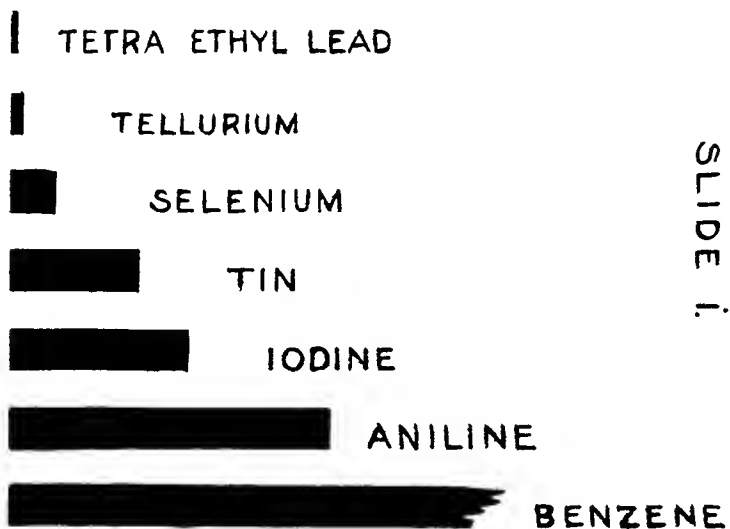 TETRA ETHYL LEAD
TELLURIUM
SELENIUM
TIN
IODINE
ANILINE
BENZENE
SLIDE i.